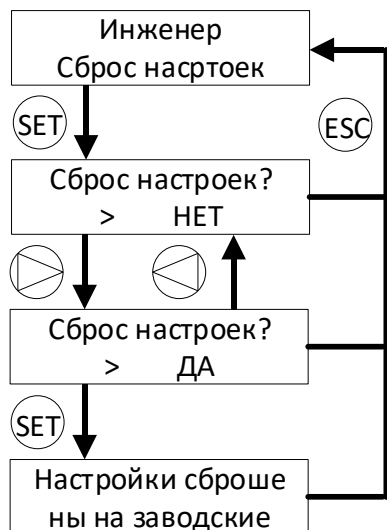 Инженер
Сброс насртоек
SET
ESC
Сброс настроек?
> НЕТ
Сброс настроек?
> ДА
SET
Настройки сброше
ны на заводские